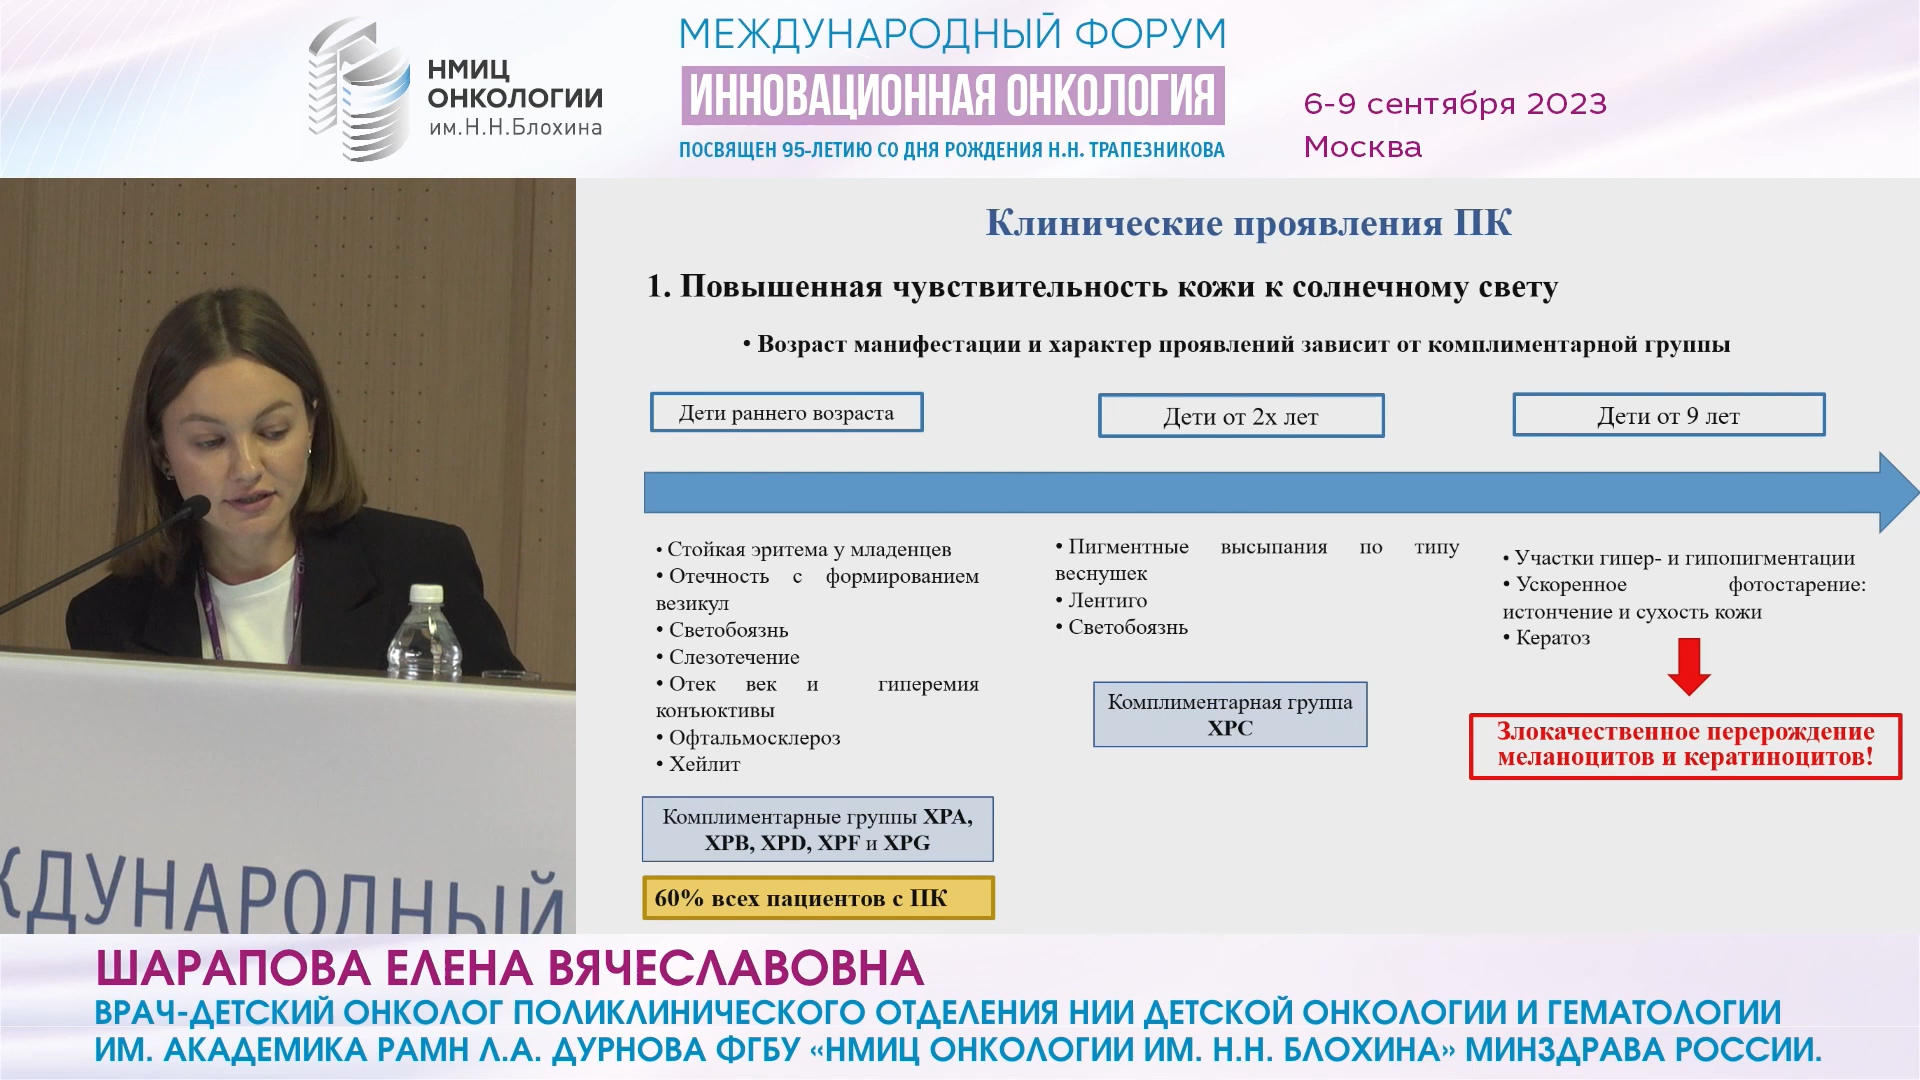 НМИЦ
ОНКОЛОГИИ
им.Н.Н.Блохина
МЕЖДУНАРОДНЫЙ ФОРУМ
ИННОВАЦИОННАЯ ОНКОЛОГИЯ
ПОСВЯЩЕН 95-ЛЕТИЮ СО ДНЯ РОЖДЕНИЯ Н.Н. ТРАПЕЗНИКОВА
6-9 сентября 2023
Москва
Клинические проявления ПК
1. Повышенная чувствительность кожи к солнечному свету
• Возраст манифестации и характер проявлений зависит от комплиментарной группы
Дети раннего возраста
Дети от 2х лет
Дети от 9 лет
• Стойкая эритема у младенцев
• Отечность с формированием
везикул
• Светобоязнь
• Слезотечение
• Отек век и гиперемия
конъюктивы
• Офтальмосклероз
• Хейлит
Комплиментарные группы XPA,
XPB, XPD, XPF и XPG
60% всех пациентов с ПК
• Пигментные высыпания по типу
веснушек
• Лентиго
• Светобоязнь
Комплиментарная группа
XPC
• Участки гипер- и гипопигментации
• Ускоренное фотостарение:
истончение и сухость кожи
• Кератоз
Злокачественное перерождение
меланоцитов и кератиноцитов!
ЖДУНАРОДНЫЙ
ШАРАПОВА ЕЛЕНА ВЯЧЕСЛАВОВНА
ВРАЧ-ДЕТСКИЙ ОНКОЛОГ ПОЛИКЛИНИЧЕСКОГО ОТДЕЛЕНИЯ НИИ ДЕТСКОЙ ОНКОЛОГИИ И ГЕМАТОЛОГИИ
ИМ. АКАДЕМИКА РАМН Л.А. ДУРНОВА ФГБУ «НМИЦ ОНКОЛОГИИ ИМ. Н.Н. БЛОХИНА» МИНЗДРАВА РОССИИ.